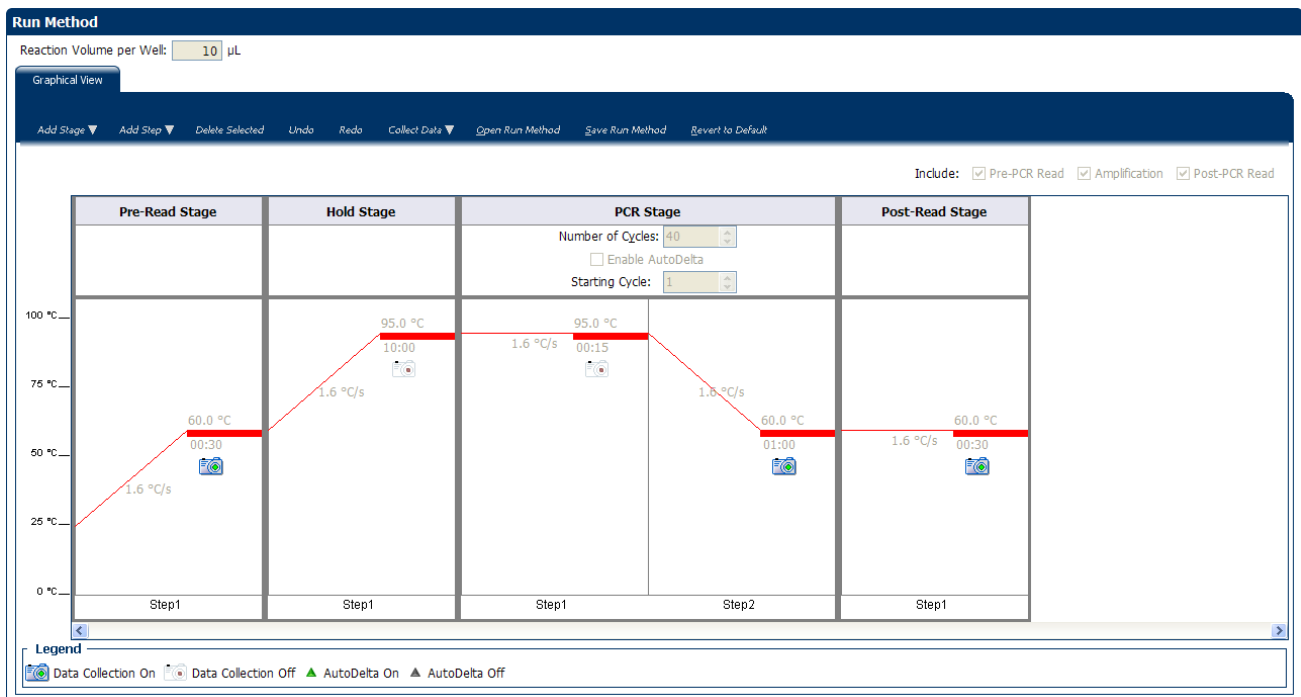 Run Method
Reaction Volume per Well: 10 µL
Graphical View
Add Stage ▼ Add Step ▼ Delete Selected Undo Redo Collect Data ▼ Open Run Method Save Run Method Revert to Default
Include: Pre-PCR Read Amplification Post-PCR Read
Pre-Read Stage Hold Stage PCR Stage Post-Read Stage
Number of Cycles: 40
Enable AutoDelta
Starting Cycle: 1
100 °C
95.0 °C 95.0 °C
10:00 1.6 °C/s 00:15
75 °C
1.6 °C/s 1.6 °C/s
60.0 °C 60.0 °C 60.0 °C
00:30 01:00 1.6 °C/s 00:30
50 °C
1.6 °C/s
25 °C
0 °C
Step1 Step1 Step1 Step2 Step1
Legend
Data Collection On Data Collection Off AutoDelta On AutoDelta Off